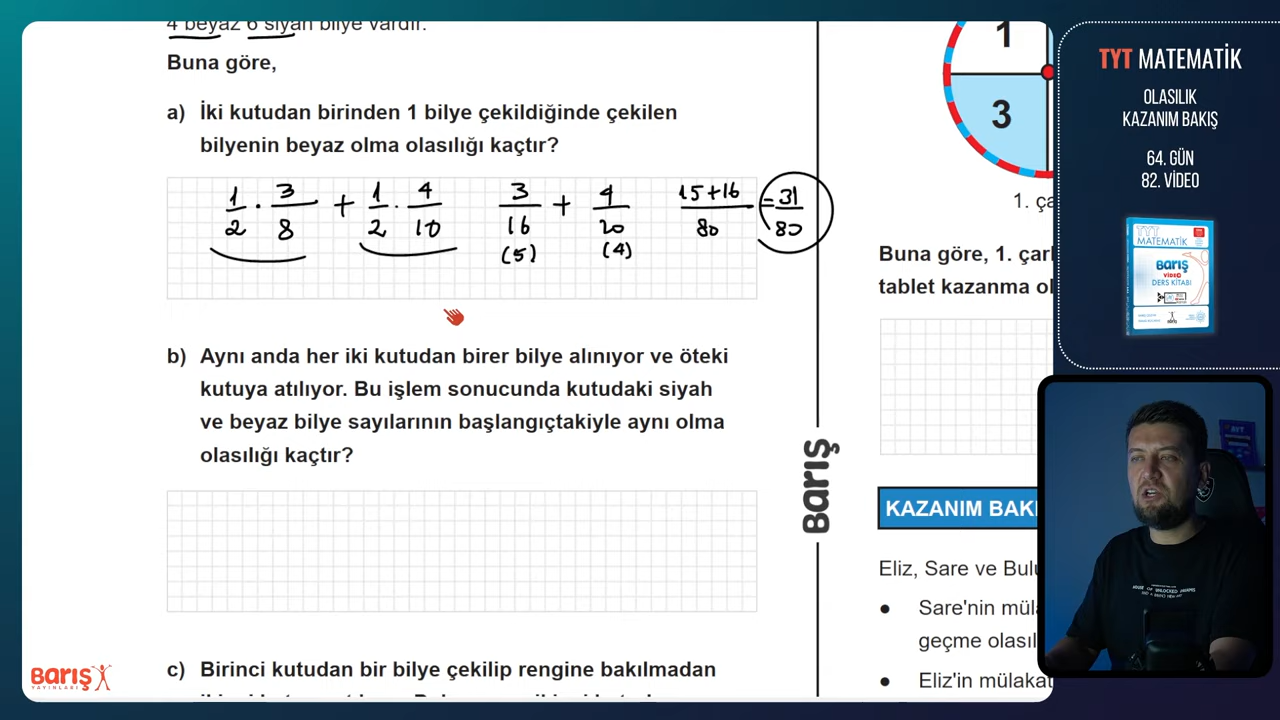 4 beyaz 6 siyah bilye vardır.
Buna göre,
a) İki kutudan birinden 1 bilye çekildiğinde çekilen
bilyenin beyaz olma olasılığı kaçtır?
1/2 · 3/8 + 1/2 · 4/10 3/16 + 4/20 15+16/80 = 31/80
(5) (4)
b) Aynı anda her iki kutudan birer bilye alınıyor ve öteki
kutuya atılıyor. Bu işlem sonucunda kutudaki siyah
ve beyaz bilye sayılarının başlangıçtakiyle aynı olma
olasılığı kaçtır?
c) Birinci kutudan bir bilye çekilip rengine bakılmadan
BARIŞ
YAYINLARI
Barış
1
3
1. ça
Buna göre, 1. çar
tablet kazanma ol
KAZANIM BAKI
Eliz, Sare ve Bulu
● Sare'nin mül
geçme olasıl
● Eliz'in mülakat
TYT MATEMATİK
OLASILIK
KAZANIM BAKIŞ
64. GÜN
82. VİDEO
TYT
MATEMATİK
BARIŞ
VİDEO
DERS KİTABI